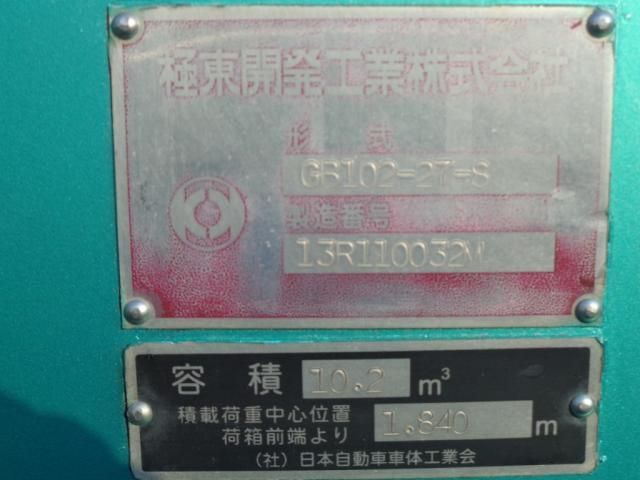 極東開発工業株式会社
形式
GB102-27-S
製造番号
13R110032M
容積 10.2 m³
積載荷重中心位置
荷箱前端より 1.840 m
(社)日本自動車車体工業会